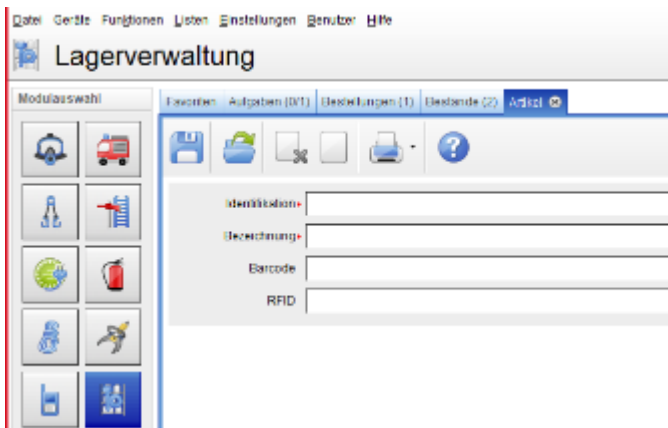 Datei Geräte Funktionen Listen Einstellungen Benutzer Hilfe
Lagerverwaltung
Modulauswahl
Favoriten Aufgaben (0/1) Bestellungen (1) Bestände (2) Artikel
Identifikation*
Bezeichnung*
Barcode
RFID